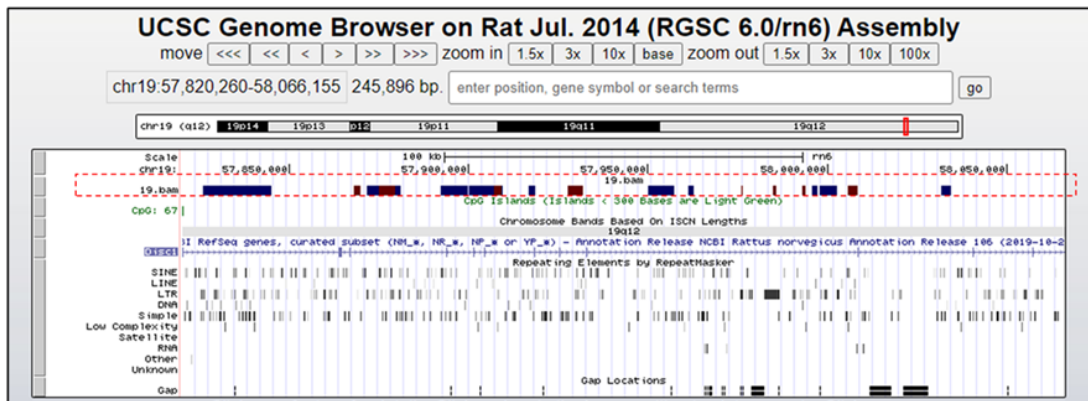 UCSC Genome Browser on Rat Jul. 2014 (RGSC 6.0/rn6) Assembly
move <<< << < > >> >>> zoom in 1.5x 3x 10x base zoom out 1.5x 3x 10x 100x
chr19:57,820,260-58,066,155 245,896 bp. enter position, gene symbol or search terms go
chr19 (q12) 19p14 19p13 p12 19p11 19q11 19q12
Scale 100 kb rn6
chr19: 57,850,000 57,900,000 57,950,000 58,000,000 58,050,000
19.bam
19.bam
CpG Islands (Islands < 300 Bases are Light Green)
CpG: 67
Chromosome Bands Based On ISCN Lengths
19q12
I RefSeq genes, curated subset (NM_*, NR_*, NP_* or YP_*) - Annotation Release NCBI Rattus norvegicus Annotation Release 106 (2019-10-2
Disc1
Repeating Elements by RepeatMasker
SINE
LINE
LTR
DNA
Simple
Low Complexity
Satellite
RNA
Other
Unknown
Gap Locations
Gap